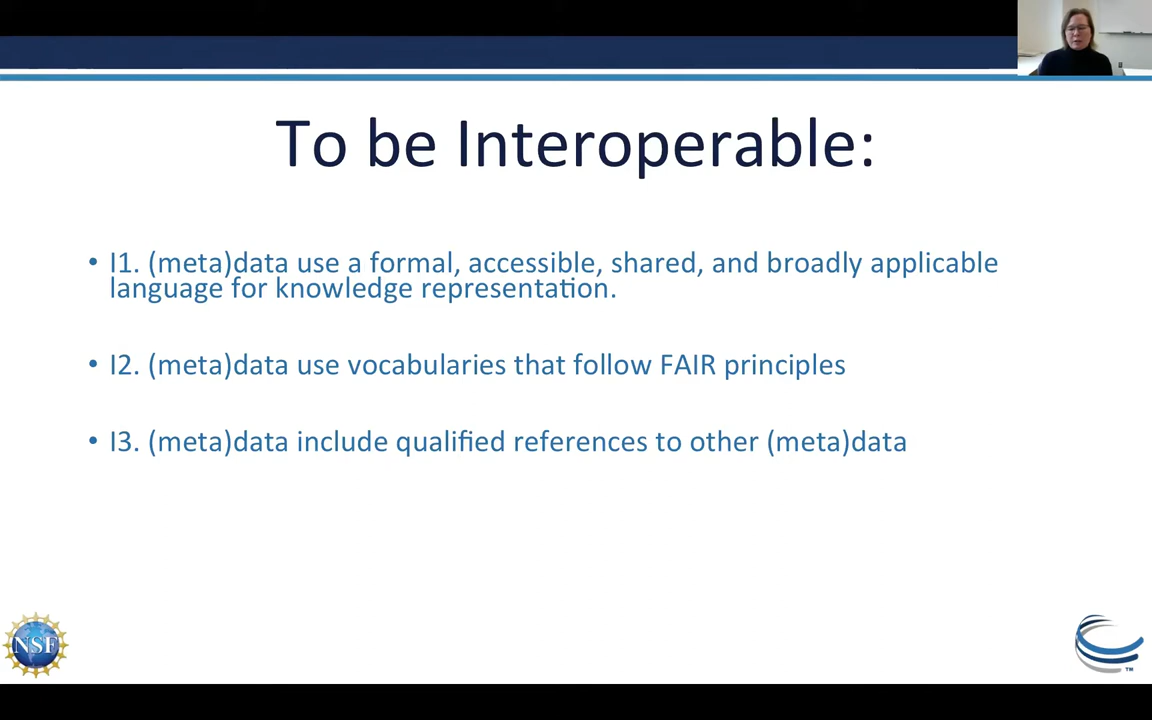 To be Interoperable:
• I1. (meta)data use a formal, accessible, shared, and broadly applicable
language for knowledge representation.
• I2. (meta)data use vocabularies that follow FAIR principles
• I3. (meta)data include qualified references to other (meta)data
NSF
TM